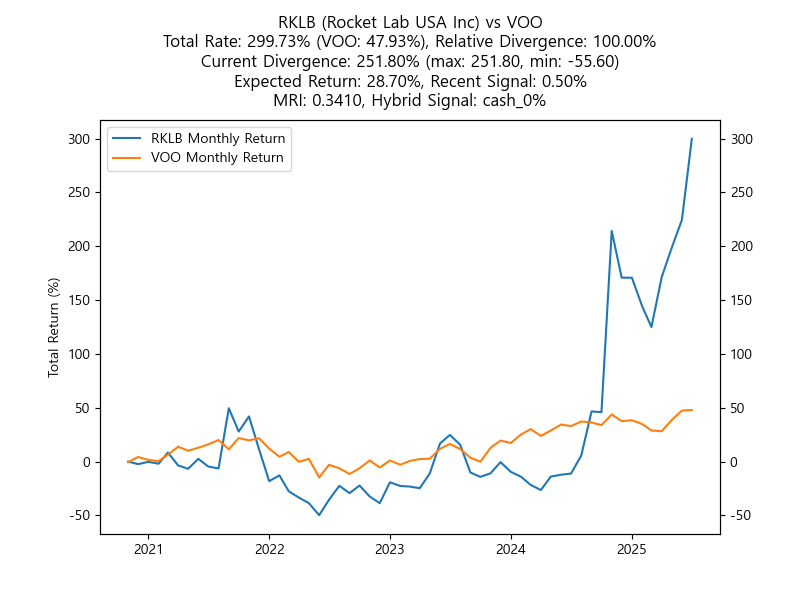 RKLB (Rocket Lab USA Inc) vs VOO
Total Rate: 299.73% (VOO: 47.93%), Relative Divergence: 100.00%
Current Divergence: 251.80% (max: 251.80, min: -55.60)
Expected Return: 28.70%, Recent Signal: 0.50%
MRI: 0.3410, Hybrid Signal: cash_0%
RKLB Monthly Return
VOO Monthly Return
Total Return (%)
300
250
200
150
100
50
0
-50
300
250
200
150
100
50
0
-50
2021
2022
2023
2024
2025